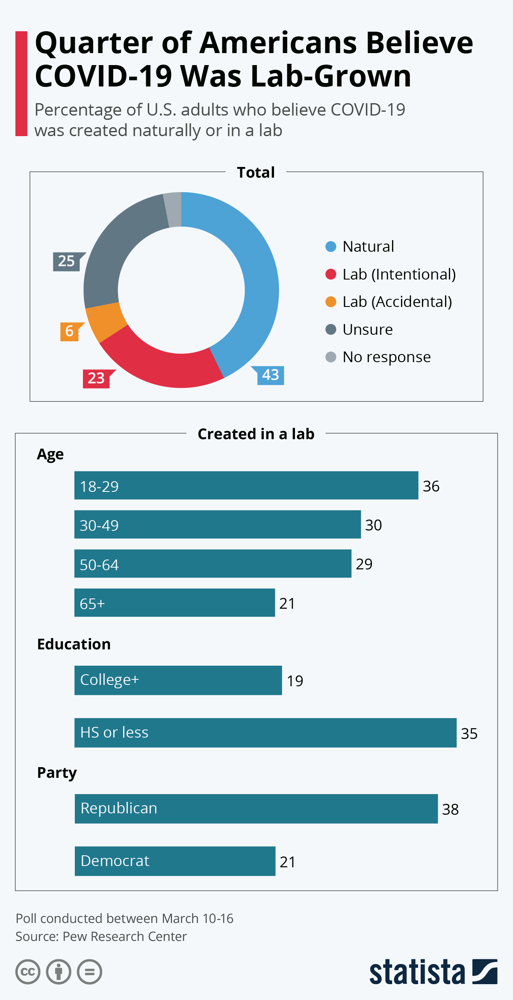 Quarter of Americans Believe
COVID-19 Was Lab-Grown
Percentage of U.S. adults who believe COVID-19
was created naturally or in a lab
Total
25
6
23
43
Natural
Lab (Intentional)
Lab (Accidental)
Unsure
No response
Created in a lab
Age
18-29 36
30-49 30
50-64 29
65+ 21
Education
College+ 19
HS or less 35
Party
Republican 38
Democrat 21
Poll conducted between March 10-16
Source: Pew Research Center
cc =
statista